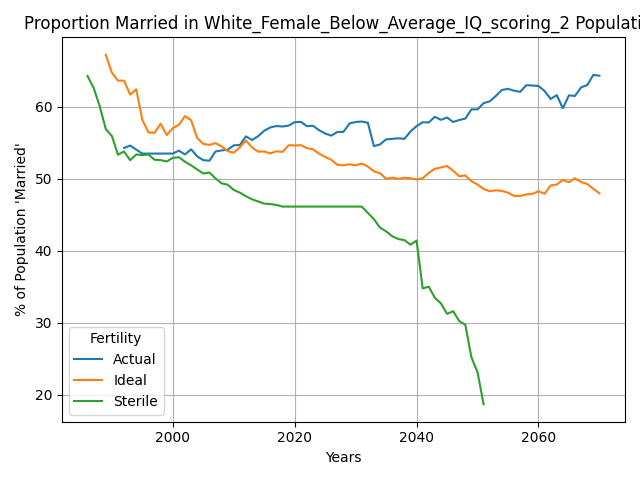 Proportion Married in White_Female_Below_Average_IQ_scoring_2 Populati
% of Population 'Married'
60
50
40
30
20
Fertility
Actual
Ideal
Sterile
2000 2020 2040 2060
Years